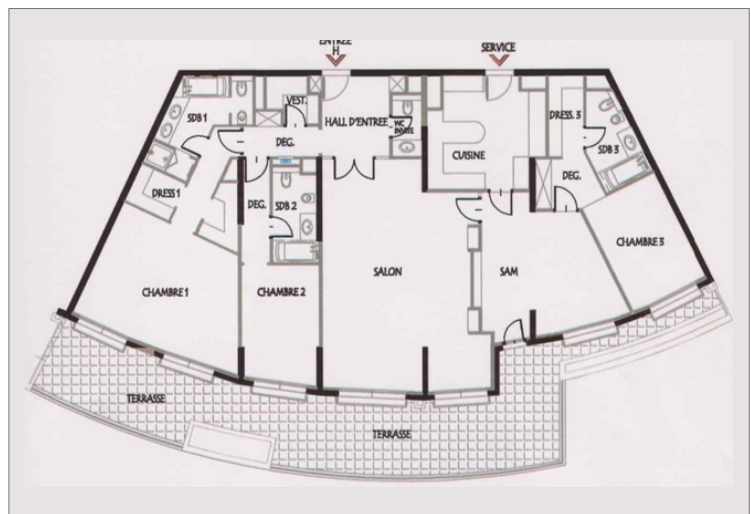 ENTREE
H
SERVICE
SDB 1
VEST.
HALL D'ENTREE
WC
INVITE
DEG.
CUISINE
DRESS. 3
SDB 3
DRESS 1
DEG.
SDB 2
DEG.
CHAMBRE 1
CHAMBRE 2
SALON
SAM
CHAMBRE 3
TERRASSE
TERRASSE